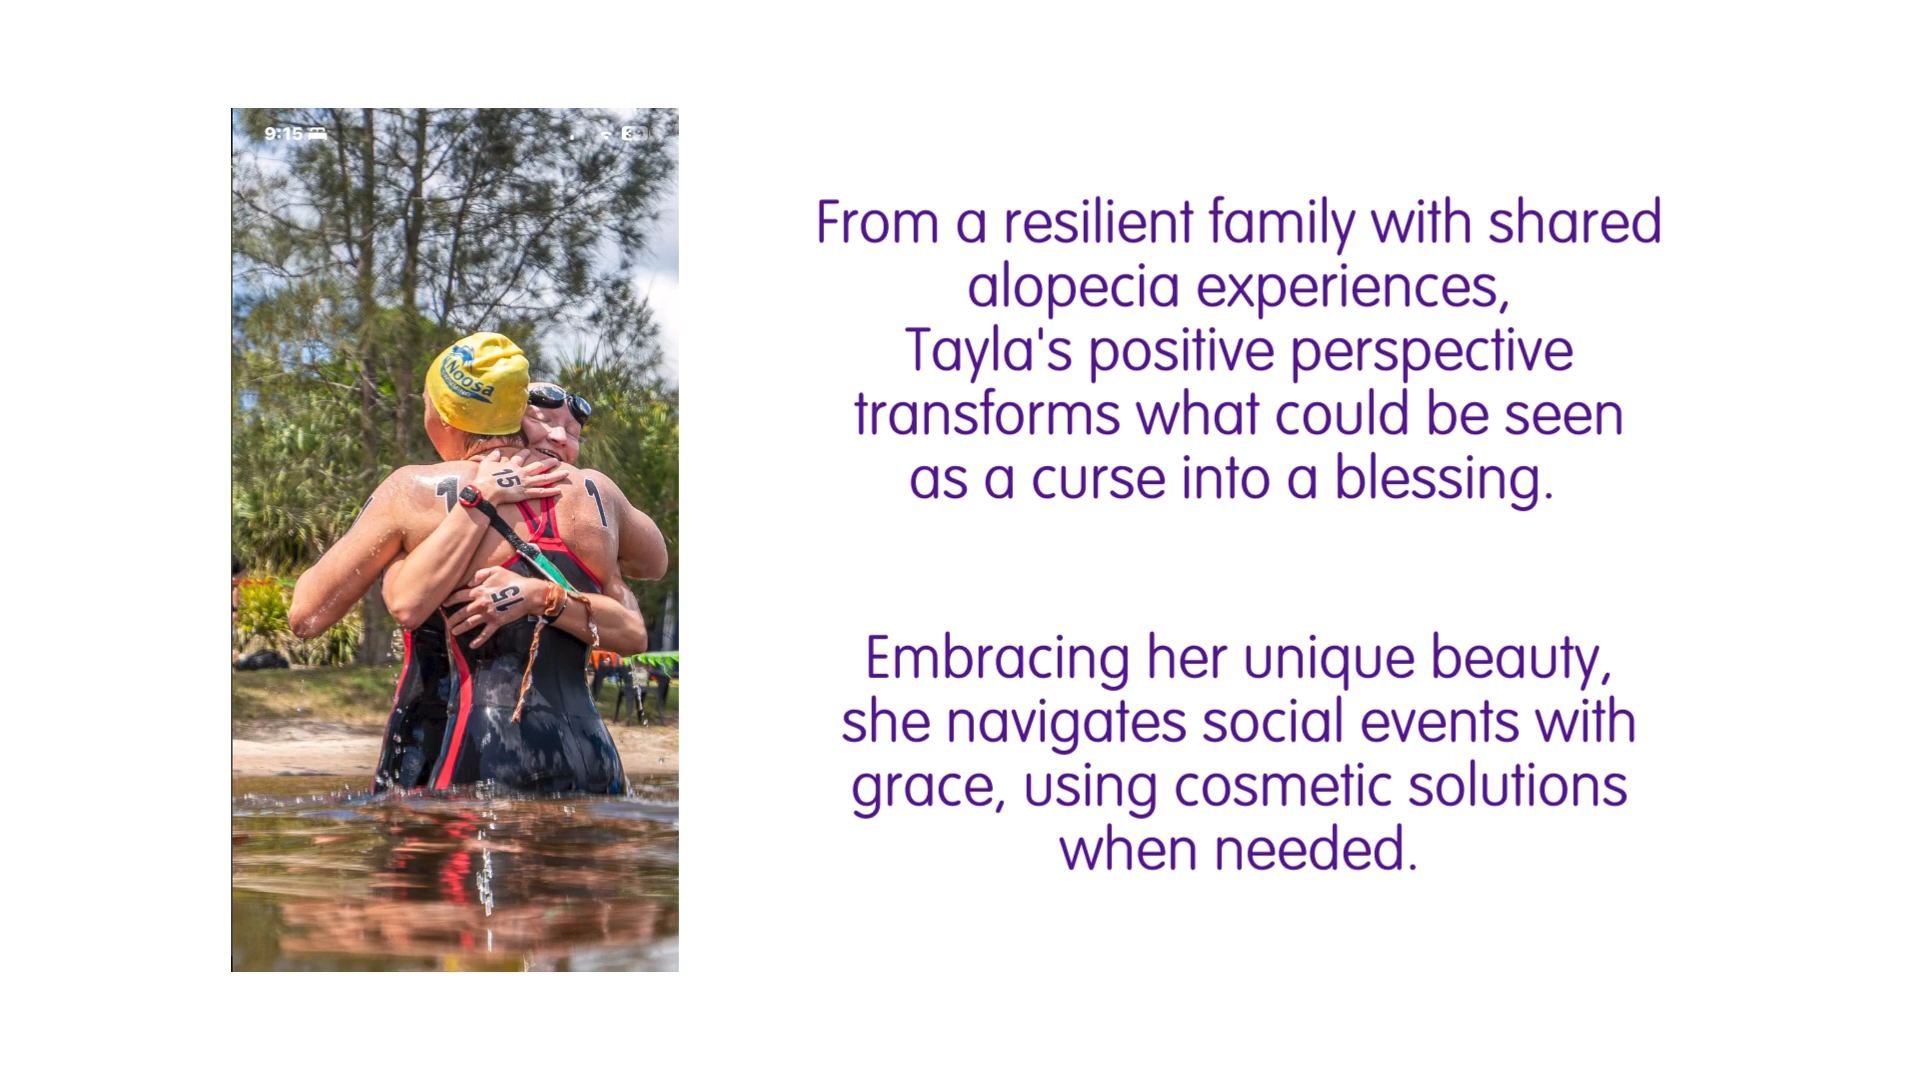 9:15
Noosa
15
1
1
15
From a resilient family with shared
alopecia experiences,
Tayla's positive perspective
transforms what could be seen
as a curse into a blessing.
Embracing her unique beauty,
she navigates social events with
grace, using cosmetic solutions
when needed.